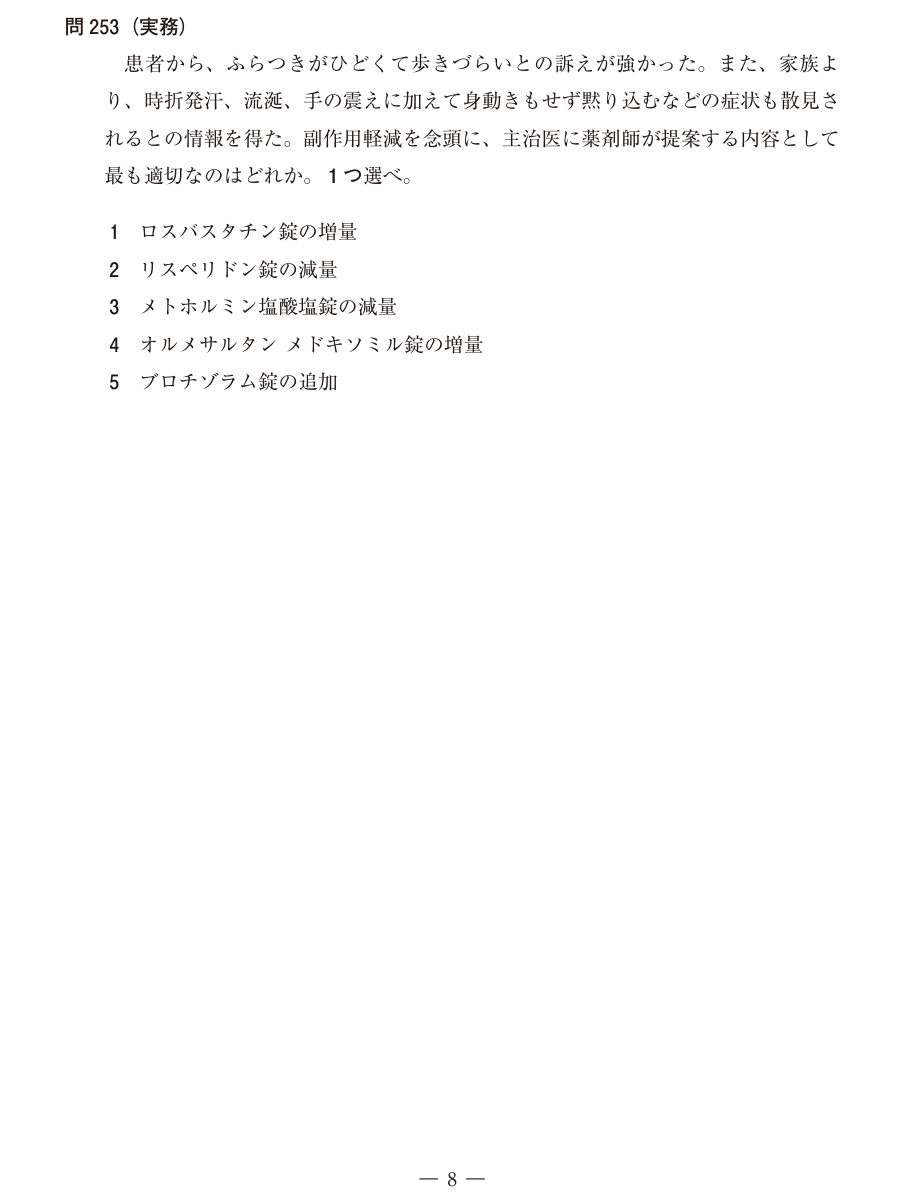 問 253（実務）
患者から、ふらつきがひどくて歩きづらいとの訴えが強かった。また、家族よ
り、時折発汗、流涎、手の震えに加えて身動きもせず黙り込むなどの症状も散見さ
れるとの情報を得た。副作用軽減を念頭に、主治医に薬剤師が提案する内容として
最も適切なのはどれか。1つ選べ。
1 ロスバスタチン錠の増量
2 リスペリドン錠の減量
3 メトホルミン塩酸塩錠の減量
4 オルメサルタン メドキソミル錠の増量
5 ブロチゾラム錠の追加
— 8 —